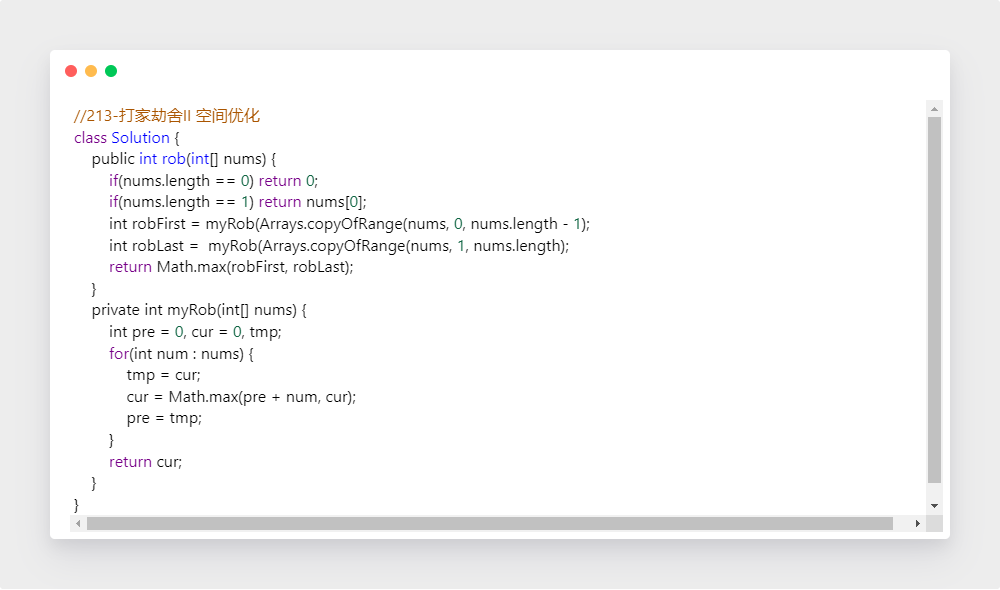 //213-打家劫舍II 空间优化
class Solution {
    public int rob(int[] nums) {
        if(nums.length == 0) return 0;
        if(nums.length == 1) return nums[0];
        int robFirst = myRob(Arrays.copyOfRange(nums, 0, nums.length - 1);
        int robLast =  myRob(Arrays.copyOfRange(nums, 1, nums.length);
        return Math.max(robFirst, robLast);
    }
    private int myRob(int[] nums) {
        int pre = 0, cur = 0, tmp;
        for(int num : nums) {
            tmp = cur;
            cur = Math.max(pre + num, cur);
            pre = tmp;
        }
        return cur;
    }
}